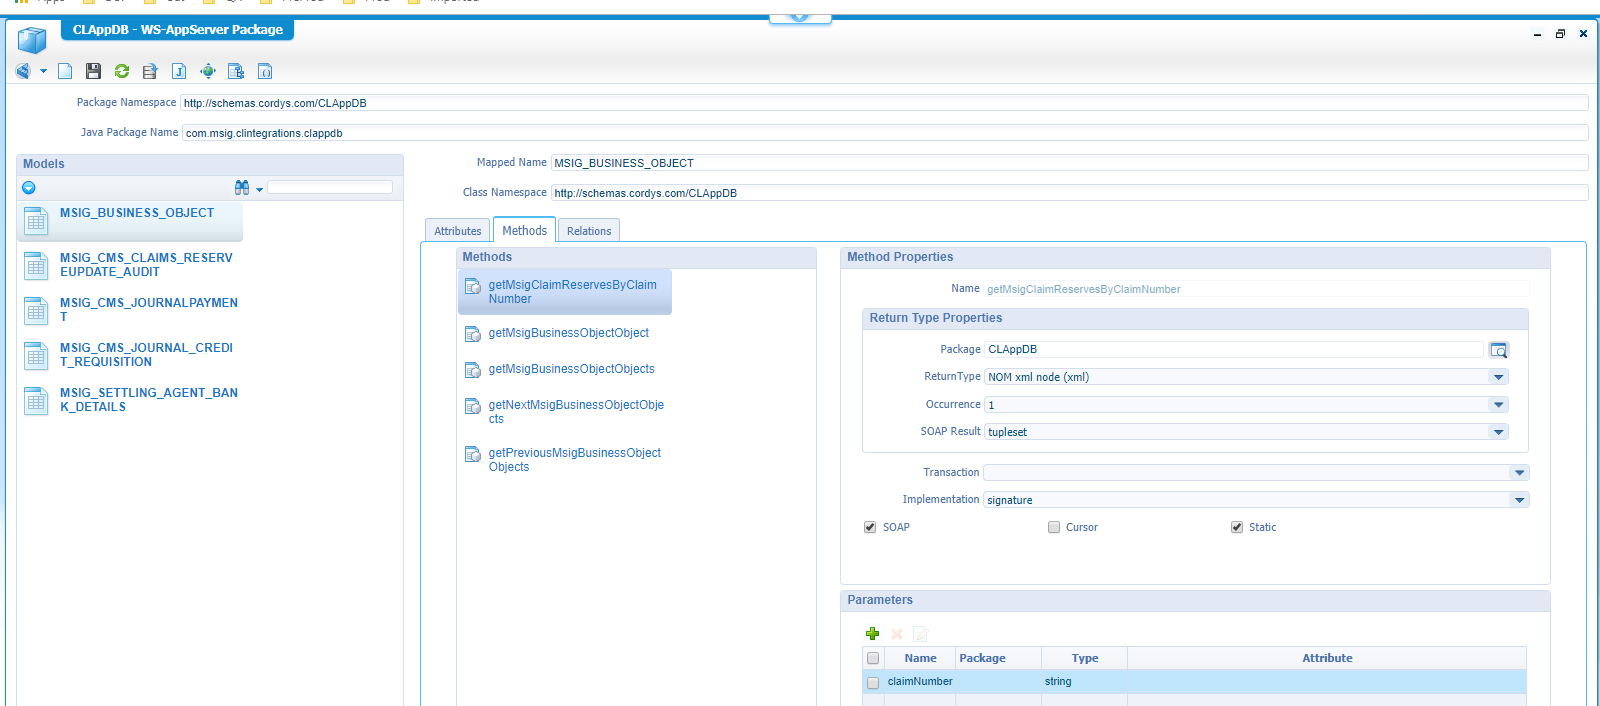 CLAppDB - WS-AppServer Package
Package Namespace http://schemas.cordys.com/CLAppDB
Java Package Name com.msig.clintegrations.clappdb
Models
MSIG_BUSINESS_OBJECT
MSIG_CMS_CLAIMS_RESERV
EUPDATE_AUDIT
MSIG_CMS_JOURNALPAYMEN
T
MSIG_CMS_JOURNAL_CREDI
T_REQUISITION
MSIG_SETTLING_AGENT_BAN
K_DETAILS
Mapped Name MSIG_BUSINESS_OBJECT
Class Namespace http://schemas.cordys.com/CLAppDB
Attributes Methods Relations
Methods
getMsigClaimReservesByClaim
Number
getMsigBusinessObjectObject
getMsigBusinessObjectObjects
getNextMsigBusinessObjectObje
cts
getPreviousMsigBusinessObject
Objects
Method Properties
Name getMsigClaimReservesByClaimNumber
Return Type Properties
Package CLAppDB
ReturnType NOM xml node (xml)
Occurrence 1
SOAP Result tupleset
Transaction
Implementation signature
SOAP Cursor Static
Parameters
Name Package Type Attribute
claimNumber string